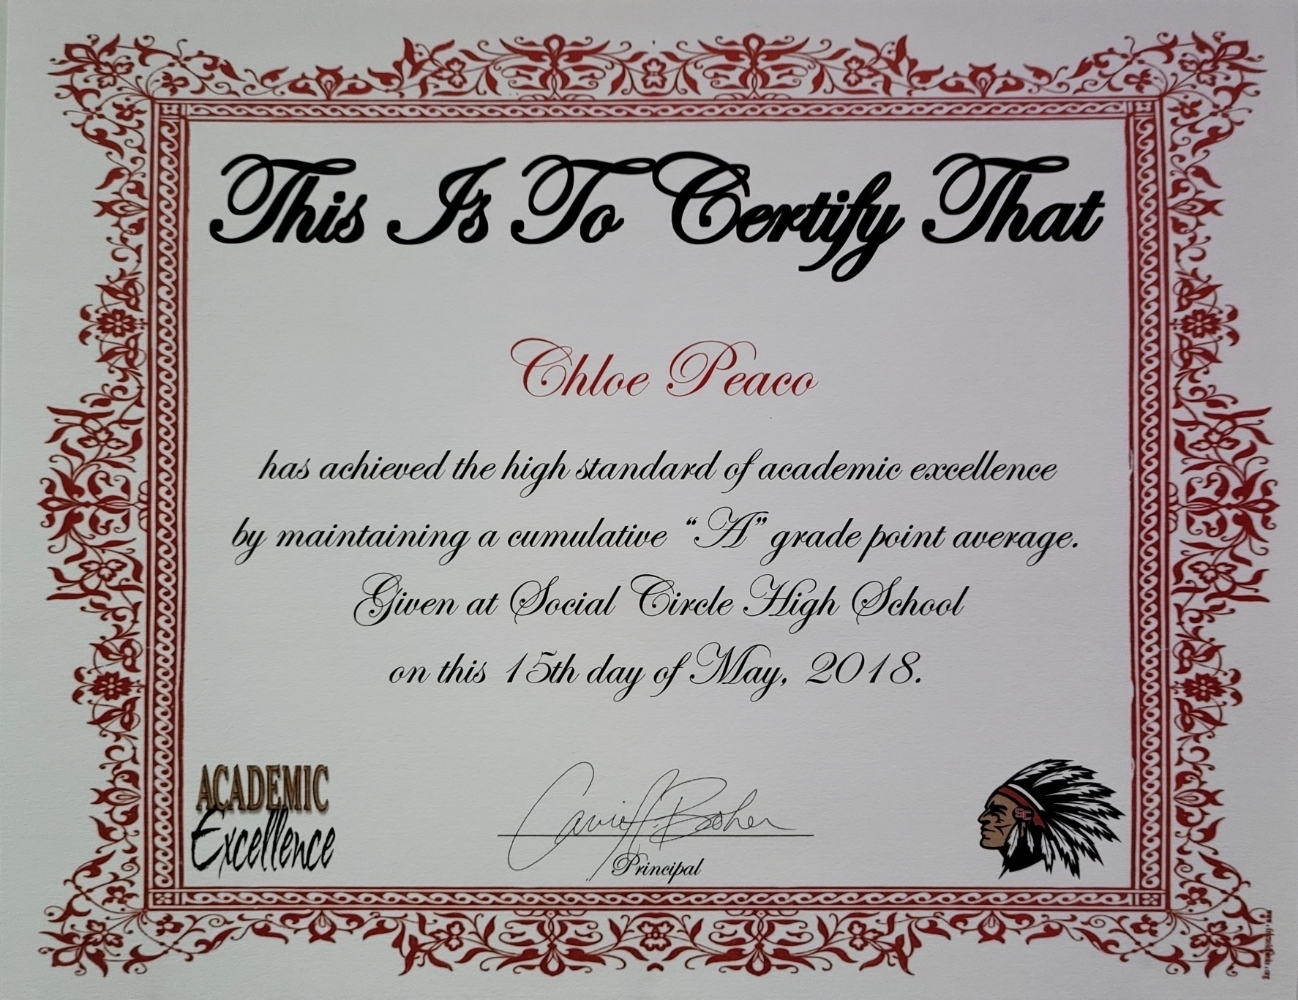 This Is To Certify That
Chloe Peaco
has achieved the high standard of academic excellence
by maintaining a cumulative “A” grade point average.
Given at Social Circle High School
on this 15th day of May, 2018.
ACADEMIC
Excellence
Principal